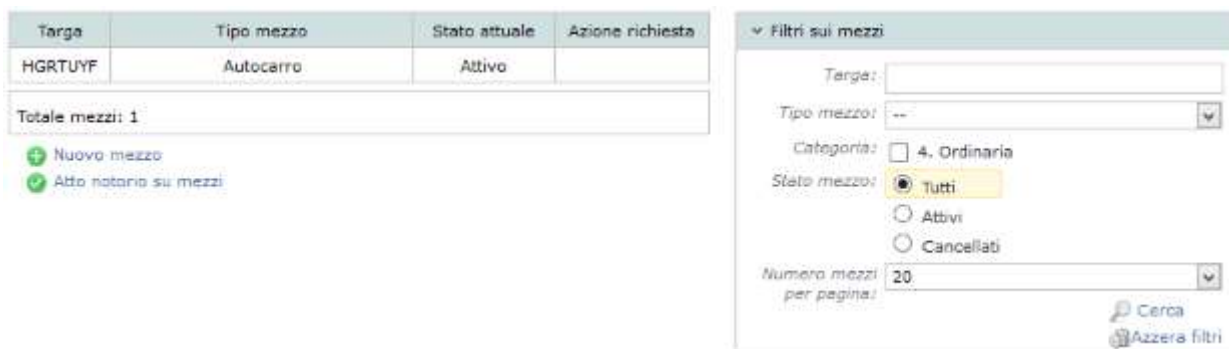 Targa Tipo mezzo Stato attuale Azione richiesta
HGRTUYF Autocarro Attivo
Totale mezzi: 1
Nuovo mezzo
Atto notorio su mezzi
Filtri sui mezzi
Targa:
Tipo mezzo: --
Categoria: 4. Ordinaria
Stato mezzo: Tutti
Attivi
Cancellati
Numero mezzi 20
per pagina:
Cerca
Azzera filtri